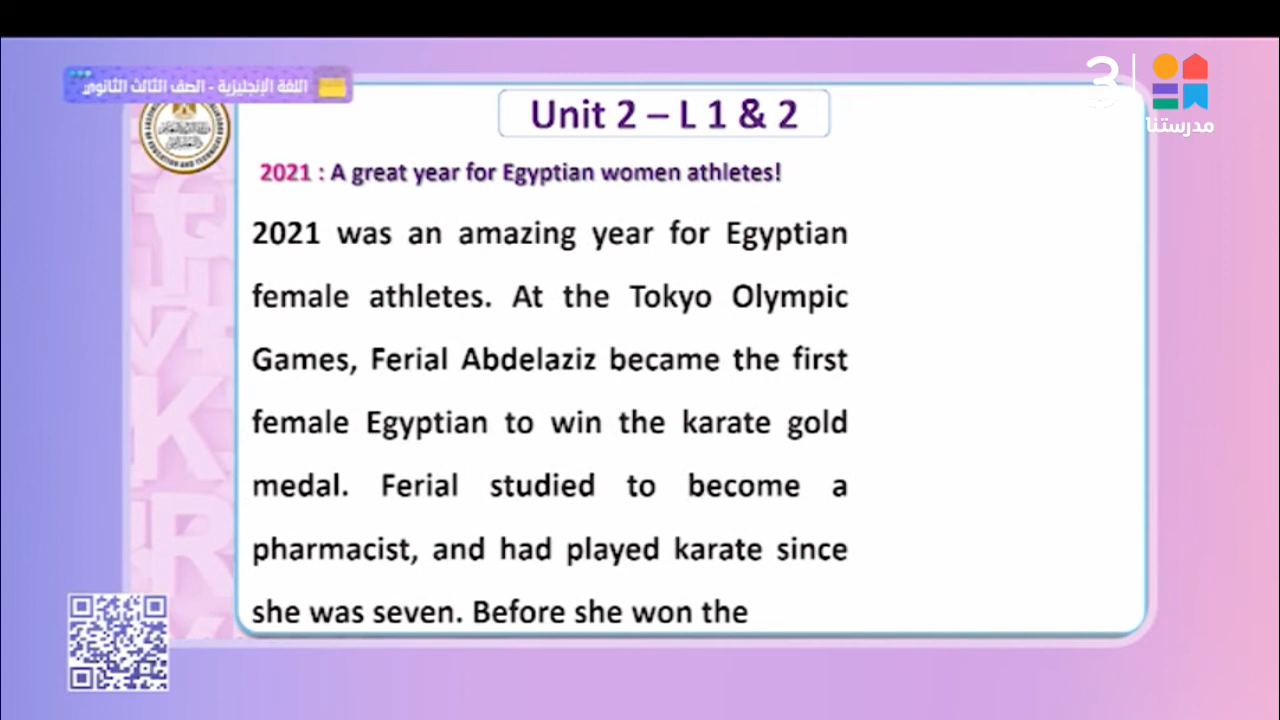 3
مدرستنا
اللغة الإنجليزية - الصف الثالث الثانوي
Unit 2 – L 1 & 2
2021 : A great year for Egyptian women athletes!
2021 was an amazing year for Egyptian
female athletes. At the Tokyo Olympic
Games, Ferial Abdelaziz became the first
female Egyptian to win the karate gold
medal. Ferial studied to become a
pharmacist, and had played karate since
she was seven. Before she won the